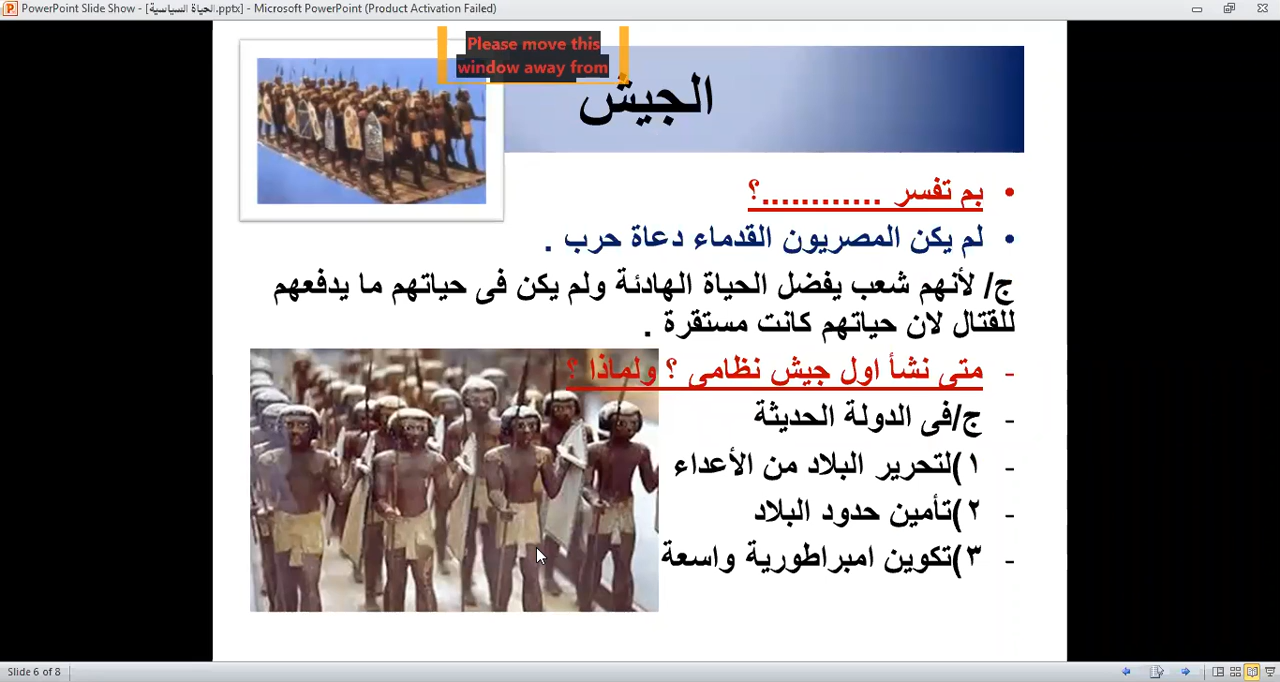 PowerPoint Slide Show - [الحياة السياسية.pptx] - Microsoft PowerPoint (Product Activation Failed)
Please move this
window away from
الجيش
• بم تفسر ............؟
• لم يكن المصريون القدماء دعاة حرب .
ج/ لأنهم شعب يفضل الحياة الهادئة ولم يكن فى حياتهم ما يدفعهم
للقتال لان حياتهم كانت مستقرة .
- متى نشأ اول جيش نظامى ؟ ولماذا ؟
- ج/فى الدولة الحديثة
- ١)لتحرير البلاد من الأعداء
- ٢)تأمين حدود البلاد
- ٣)تكوين امبراطورية واسعة
Slide 6 of 8